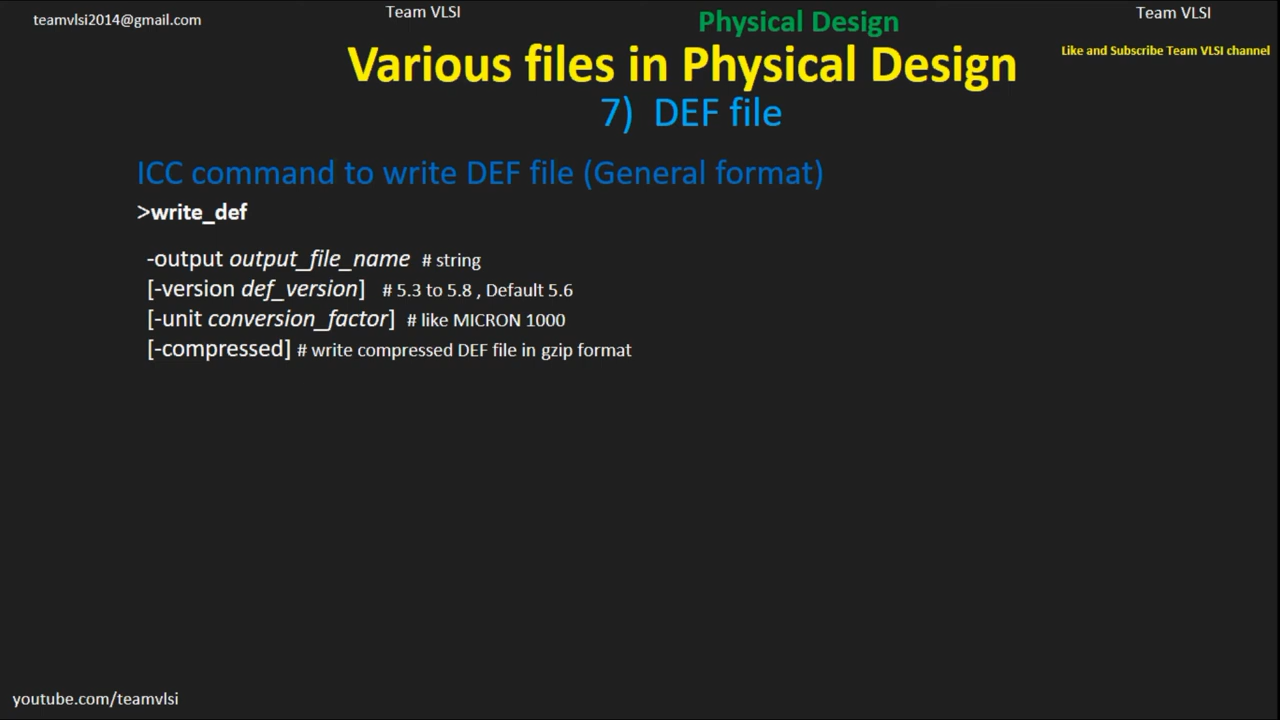 teamvlsi2014@gmail.com
Team VLSI
Physical Design
Team VLSI
Various files in Physical Design
Like and Subscribe Team VLSI channel
7) DEF file
ICC command to write DEF file (General format)
>write_def
-output output_file_name # string
[-version def_version] # 5.3 to 5.8 , Default 5.6
[-unit conversion_factor] # like MICRON 1000
[-compressed] # write compressed DEF file in gzip format
youtube.com/teamvlsi